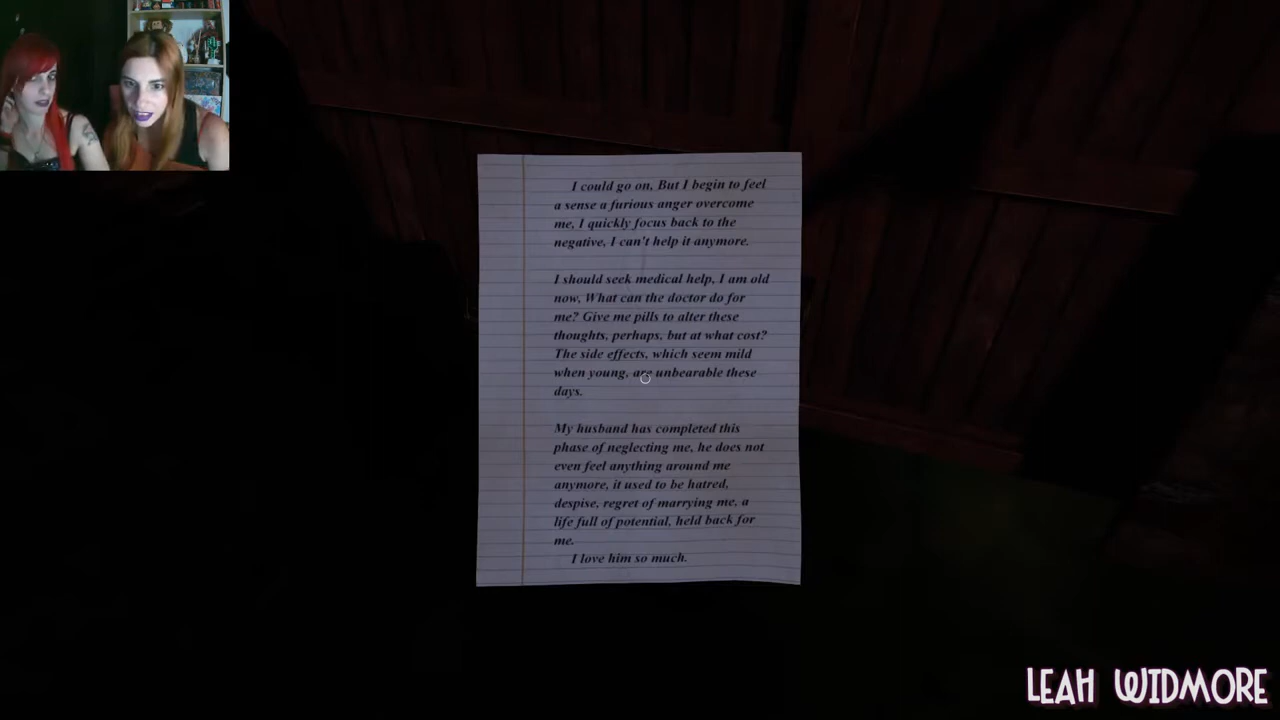 I could go on, But I begin to feel
a sense a furious anger overcome
me, I quickly focus back to the
negative, I can't help it anymore.
I should seek medical help, I am old
now, What can the doctor do for
me? Give me pills to alter these
thoughts, perhaps, but at what cost?
The side effects, which seem mild
when young, are unbearable these
days.
My husband has completed this
phase of neglecting me, he does not
even feel anything around me
anymore, it used to be hatred,
despise, regret of marrying me, a
life full of potential, held back for
me.
I love him so much.
LEAH WIDMORE